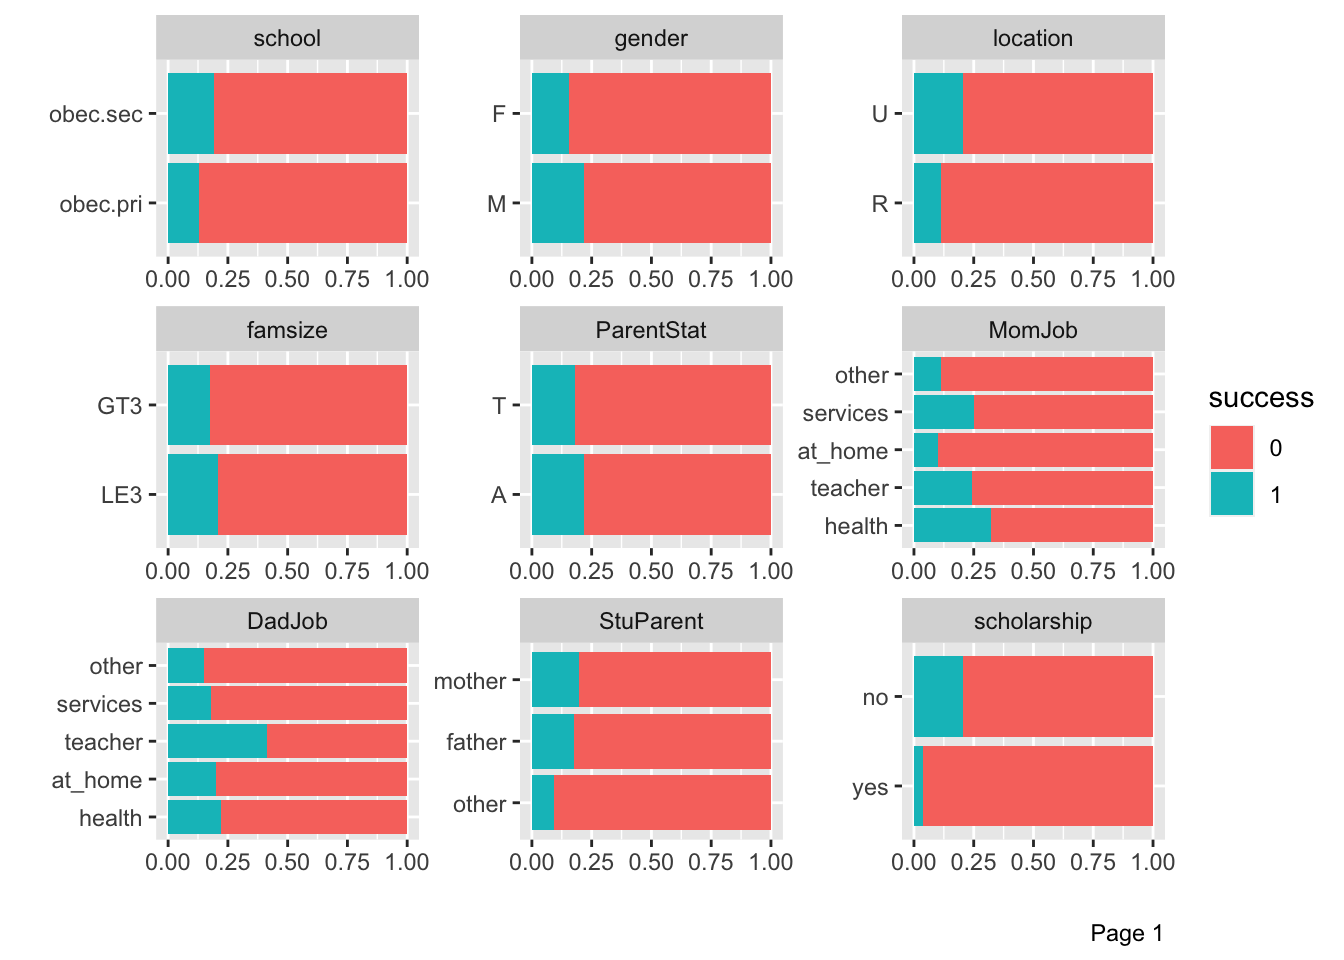 school
obec.sec
obec.pri
0.00 0.25 0.50 0.75 1.00
gender
F
M
0.00 0.25 0.50 0.75 1.00
location
U
R
0.00 0.25 0.50 0.75 1.00
famsize
GT3
LE3
0.00 0.25 0.50 0.75 1.00
ParentStat
T
A
0.00 0.25 0.50 0.75 1.00
MomJob
other
services
at_home
teacher
health
0.00 0.25 0.50 0.75 1.00
DadJob
other
services
teacher
at_home
health
0.00 0.25 0.50 0.75 1.00
StuParent
mother
father
other
0.00 0.25 0.50 0.75 1.00
scholarship
no
yes
0.00 0.25 0.50 0.75 1.00
success
0
1
Page 1